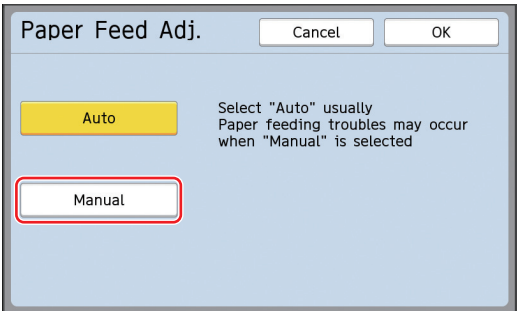 Paper Feed Adj.
Cancel
OK
Auto
Select "Auto" usually
Paper feeding troubles may occur
when "Manual" is selected
Manual